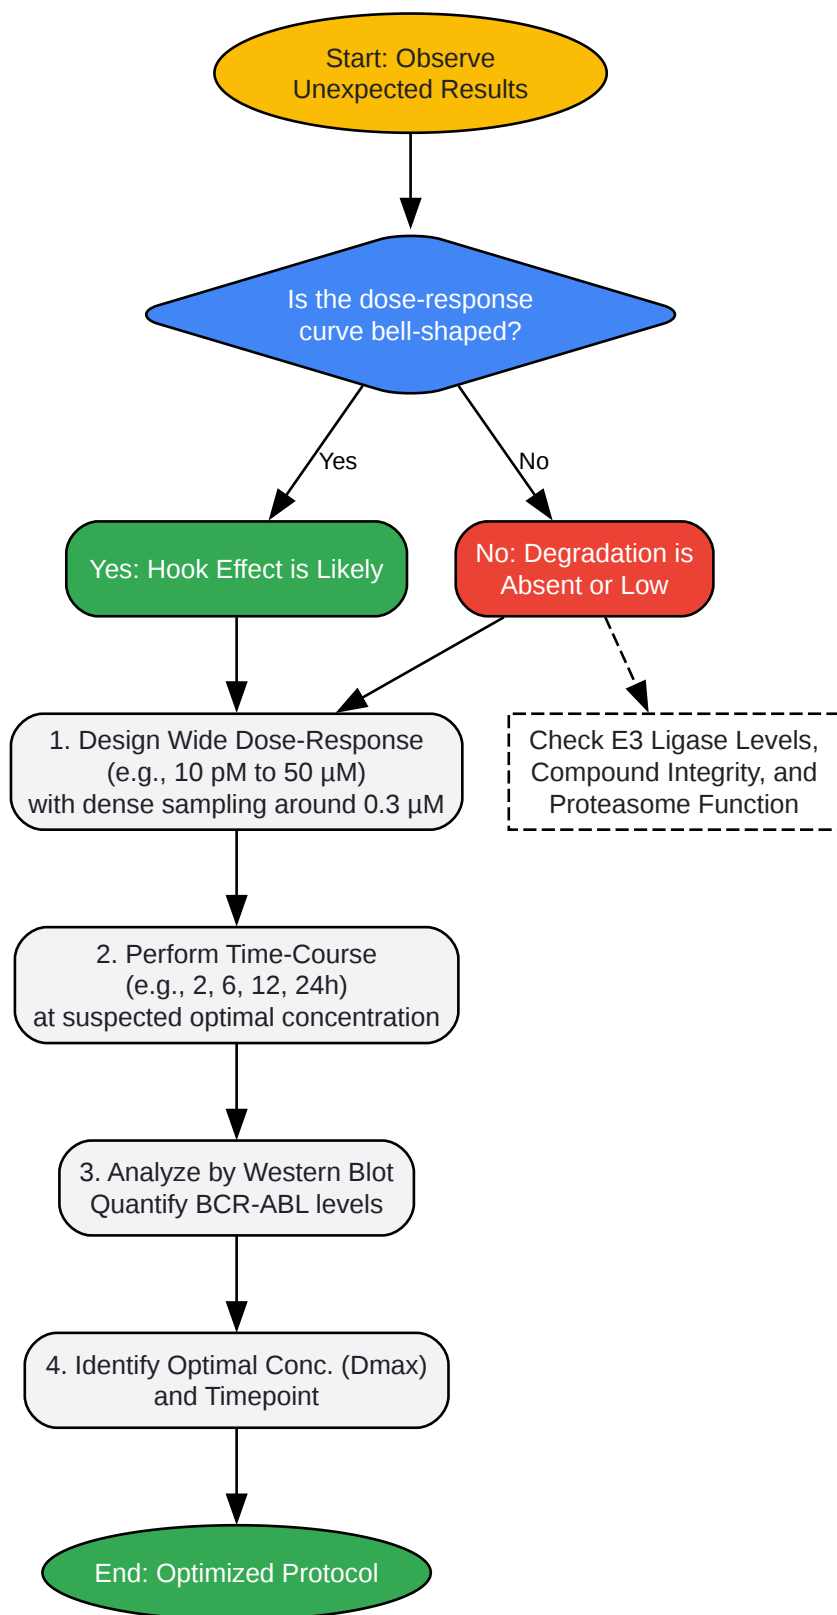 Start: Observe
Unexpected Results
Is the dose-response
curve bell-shaped?
Yes
No
Yes: Hook Effect is Likely
No: Degradation is
Absent or Low
1. Design Wide Dose-Response
(e.g., 10 pM to 50 µM)
with dense sampling around 0.3 µM
Check E3 Ligase Levels,
Compound Integrity, and
Proteasome Function
2. Perform Time-Course
(e.g., 2, 6, 12, 24h)
at suspected optimal concentration
3. Analyze by Western Blot
Quantify BCR-ABL levels
4. Identify Optimal Conc. (Dmax)
and Timepoint
End: Optimized Protocol